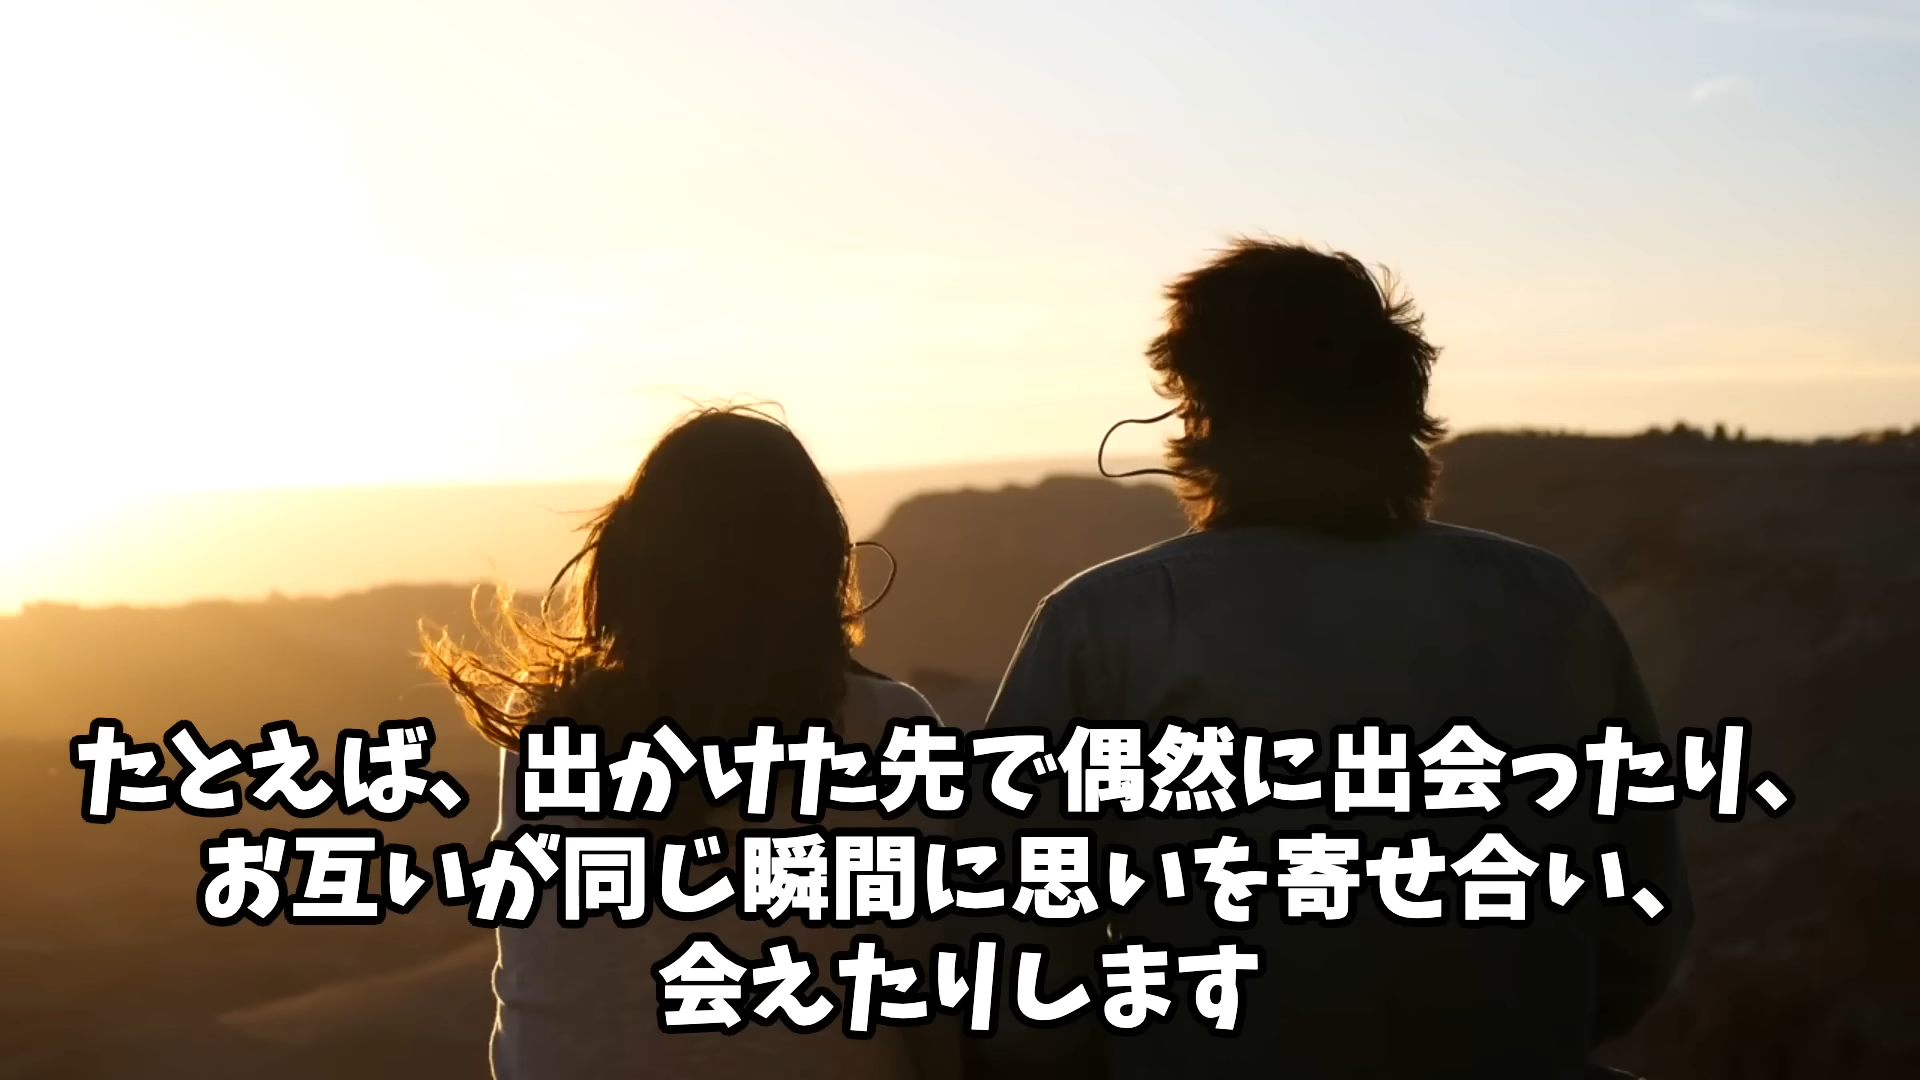 たとえば、出かけた先で偶然に出会ったり、
お互いが同じ瞬間に思いを寄せ合い、
会えたりします